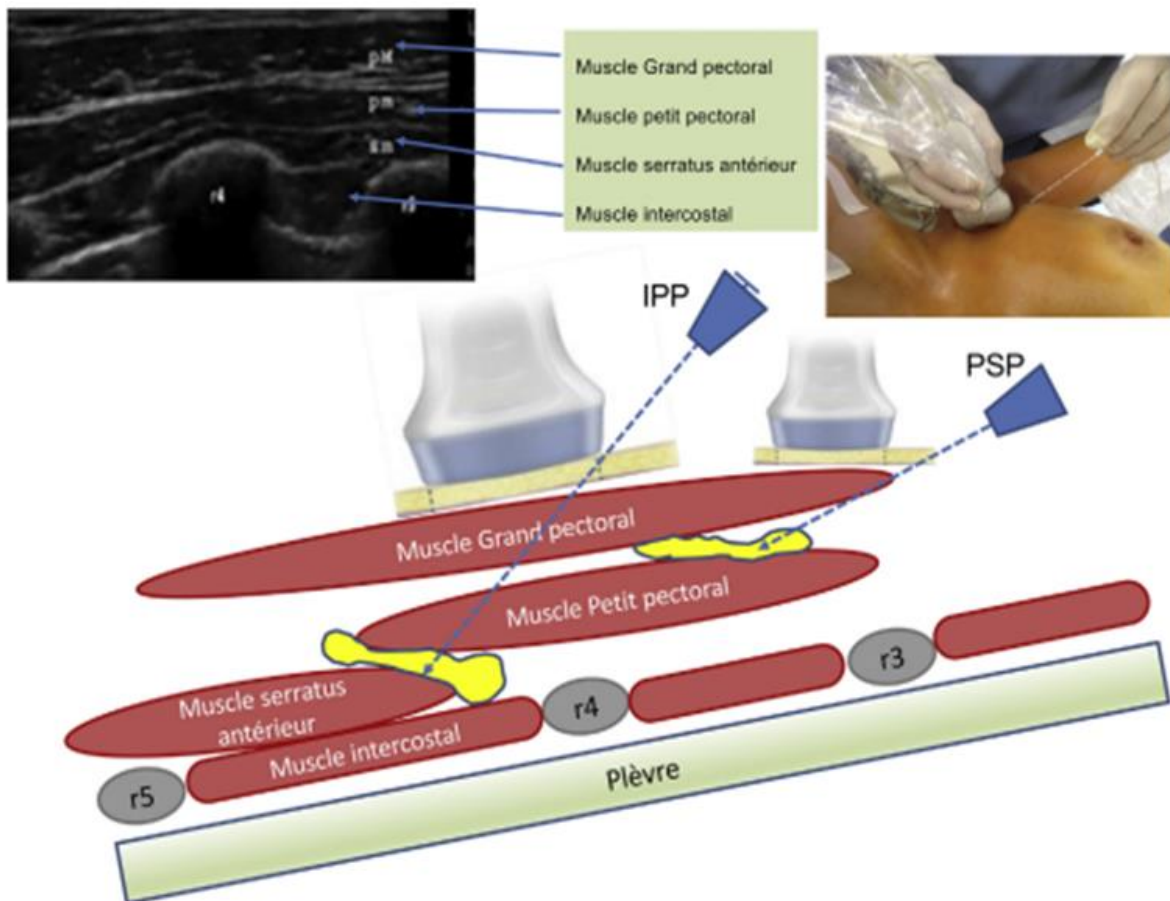 pM
Muscle Grand pectoral
pm
Muscle petit pectoral
sm
Muscle serratus antérieur
r4
r5
Muscle intercostal
IPP
PSP
Muscle Grand pectoral
Muscle Petit pectoral
Muscle serratus
antérieur
Muscle intercostal
r3
r4
r5
Plèvre